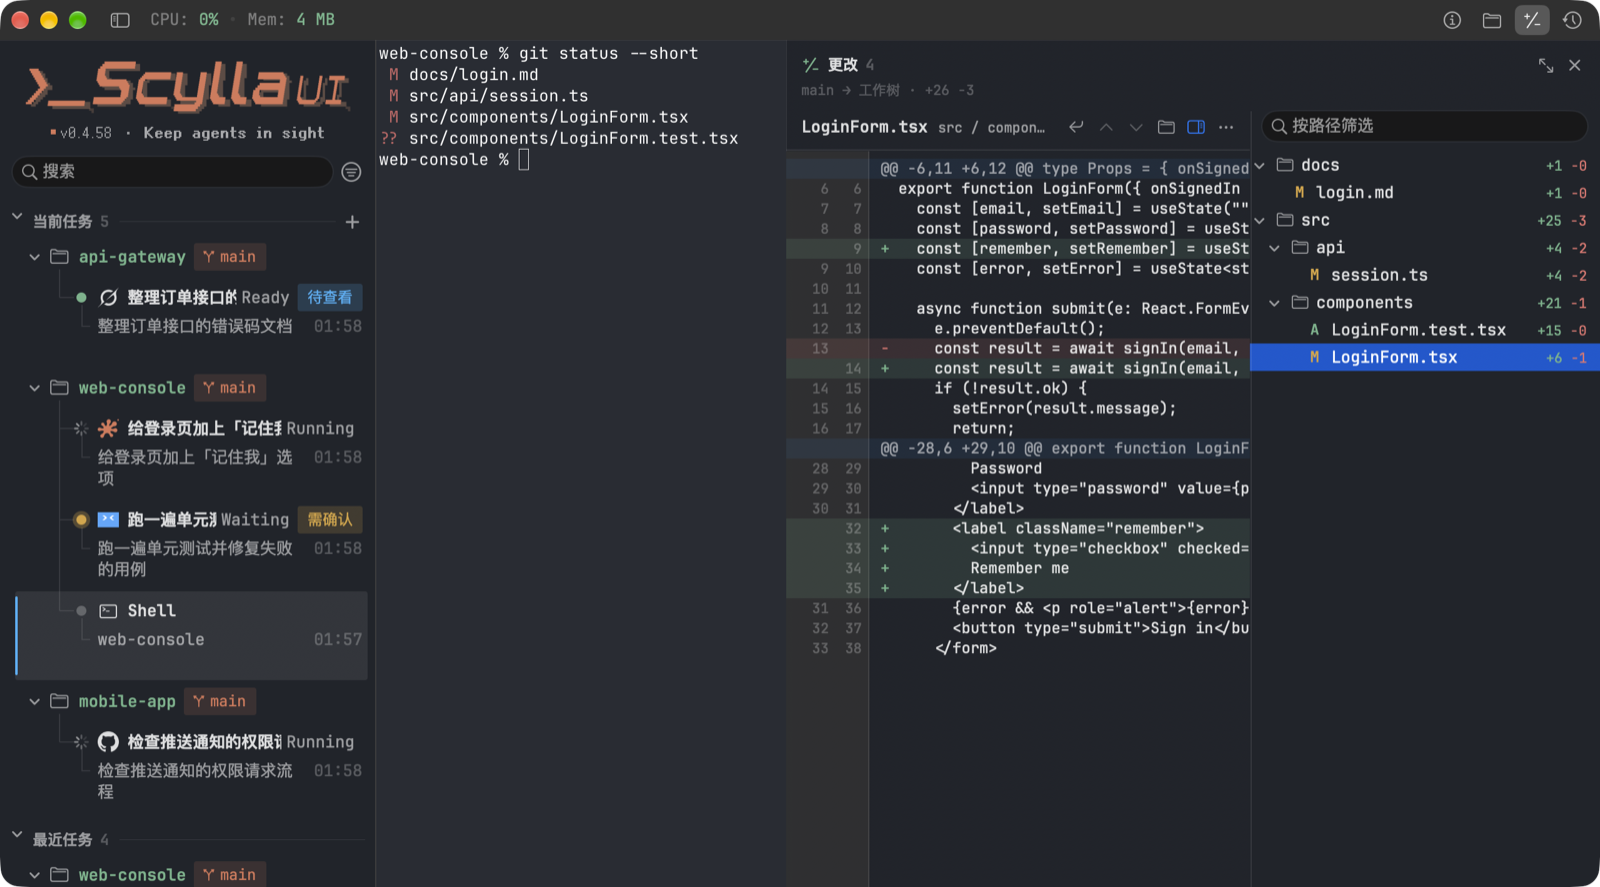 CPU: 0% · Mem: 4 MB
>_Scylla UI
v0.4.58 · Keep agents in sight
搜索
当前任务 5
api-gateway main
整理订单接口的 Ready 待查看
整理订单接口的错误码文档 01:58
web-console main
给登录页加上「记住我 Running
给登录页加上「记住我」选 01:58
项
跑一遍单元测 Waiting 需确认
跑一遍单元测试并修复失败 01:58
的用例
Shell
web-console 01:57
mobile-app main
检查推送通知的权限请 Running
检查推送通知的权限请求流 01:58
程
最近任务 4
web-console main
web-console % git status --short
M docs/login.md
M src/api/session.ts
M src/components/LoginForm.tsx
?? src/components/LoginForm.test.tsx
web-console %
更改 4
main → 工作树 · +26 -3
LoginForm.tsx src / compon…
@@ -6,11 +6,12 @@ type Props = { onSigned
6 6 export function LoginForm({ onSignedIn
7 7 const [email, setEmail] = useState(""
8 8 const [password, setPassword] = useSt
9 + const [remember, setRemember] = useSt
9 10 const [error, setError] = useState<st
10 11
11 12 async function submit(e: React.FormEv
12 13 e.preventDefault();
13 - const result = await signIn(email,
14 + const result = await signIn(email,
14 15 if (!result.ok) {
15 16 setError(result.message);
16 17 return;
@@ -28,6 +29,10 @@ export function LoginF
28 29 Password
29 30 <input type="password" value={p
30 31 </label>
32 + <label className="remember">
33 + <input type="checkbox" checked=
34 + Remember me
35 + </label>
31 36 {error && <p role="alert">{error}
32 37 <button type="submit">Sign in</bu
33 38 </form>
按路径筛选
docs +1 -0
M login.md +1 -0
src +25 -3
api +4 -2
M session.ts +4 -2
components +21 -1
A LoginForm.test.tsx +15 -0
M LoginForm.tsx +6 -1